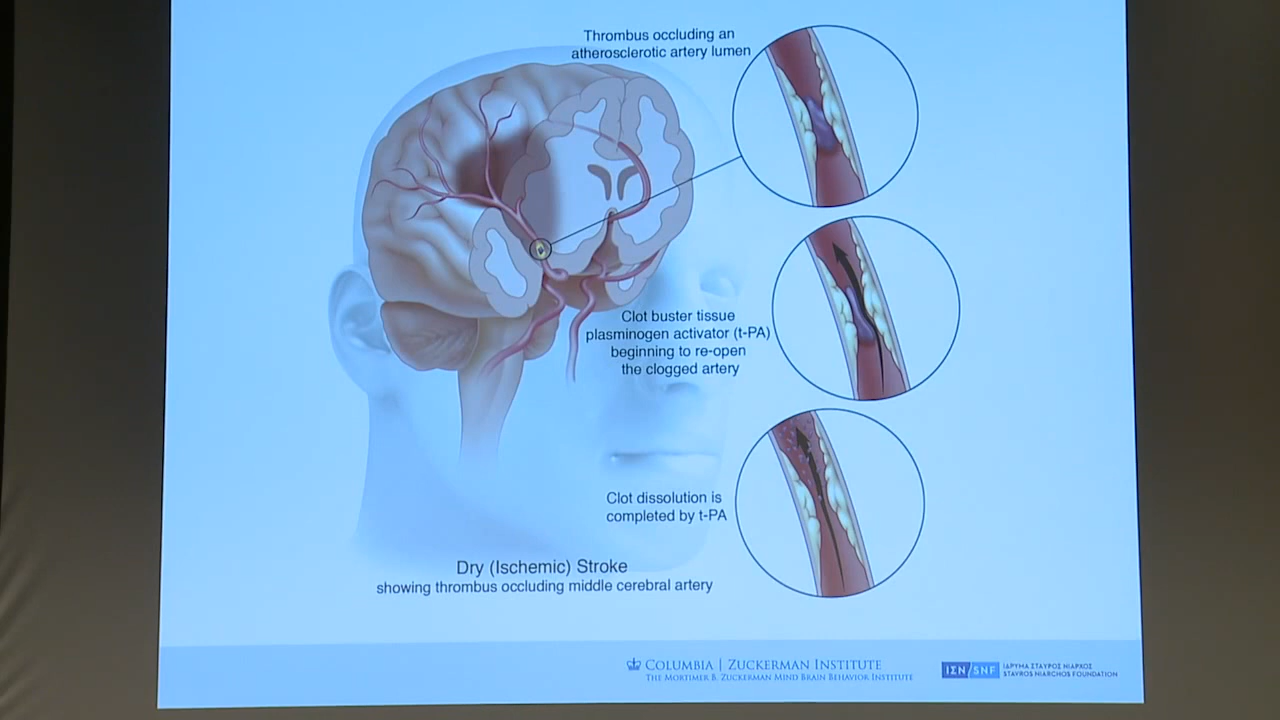 Thrombus occluding an
atherosclerotic artery lumen
Clot buster tissue
plasminogen activator (t-PA)
beginning to re-open
the clogged artery
Clot dissolution is
completed by t-PA
Dry (Ischemic) Stroke
showing thrombus occluding middle cerebral artery
COLUMBIA | ZUCKERMAN INSTITUTE
THE MORTIMER B. ZUCKERMAN MIND BRAIN BEHAVIOR INSTITUTE
ΙΣΝ/SNF ΙΔΡΥΜΑ ΣΤΑΥΡΟΣ ΝΙΑΡΧΟΣ
STAVROS NIARCHOS FOUNDATION